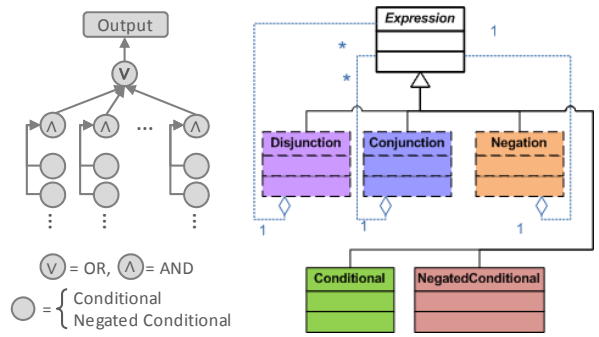 Output
V
Λ Λ ... Λ
⋮ ⋮ ⋮
V = OR, Λ = AND
= { Conditional
Negated Conditional
Expression
1
*
*
Disjunction Conjunction Negation
1 1 1
Conditional NegatedConditional